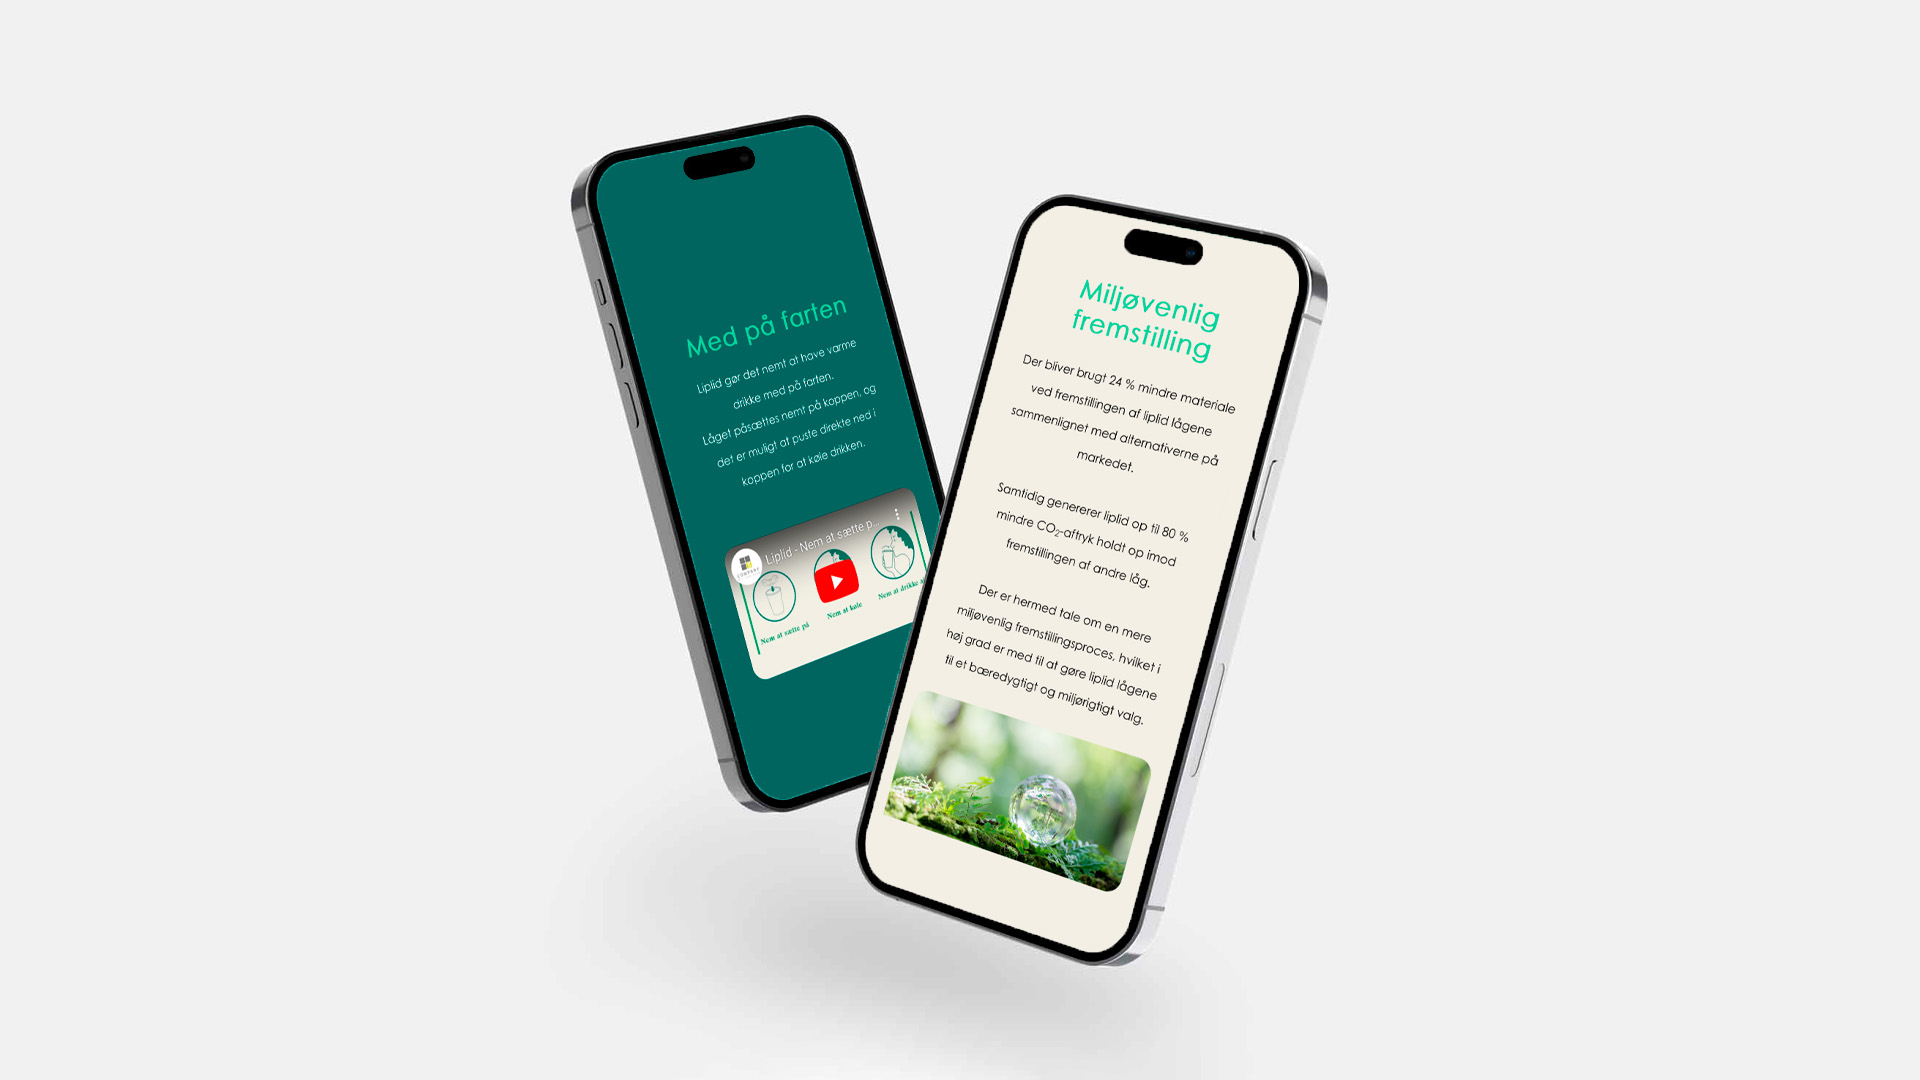 Med på farten
Liplid gør det nemt at have varme
drikke med på farten.
Låget påsættes nemt på koppen, og
det er muligt at puste direkte ned i
koppen for at køle drikken.
Liplid - Nem at sætte p...
COMPANY
Nem at sætte på
Nem at køle
Nem at drikke a
Miljøvenlig
fremstilling
Der bliver brugt 24 % mindre materiale
ved fremstillingen af liplid lågene
sammenlignet med alternativerne på
markedet.
Samtidig genererer liplid op til 80 %
mindre CO₂-aftryk holdt op imod
fremstillingen af andre låg.
Der er hermed tale om en mere
miljøvenlig fremstillingsproces, hvilket i
høj grad er med til at gøre liplid lågene
til et bæredygtigt og miljørigtigt valg.